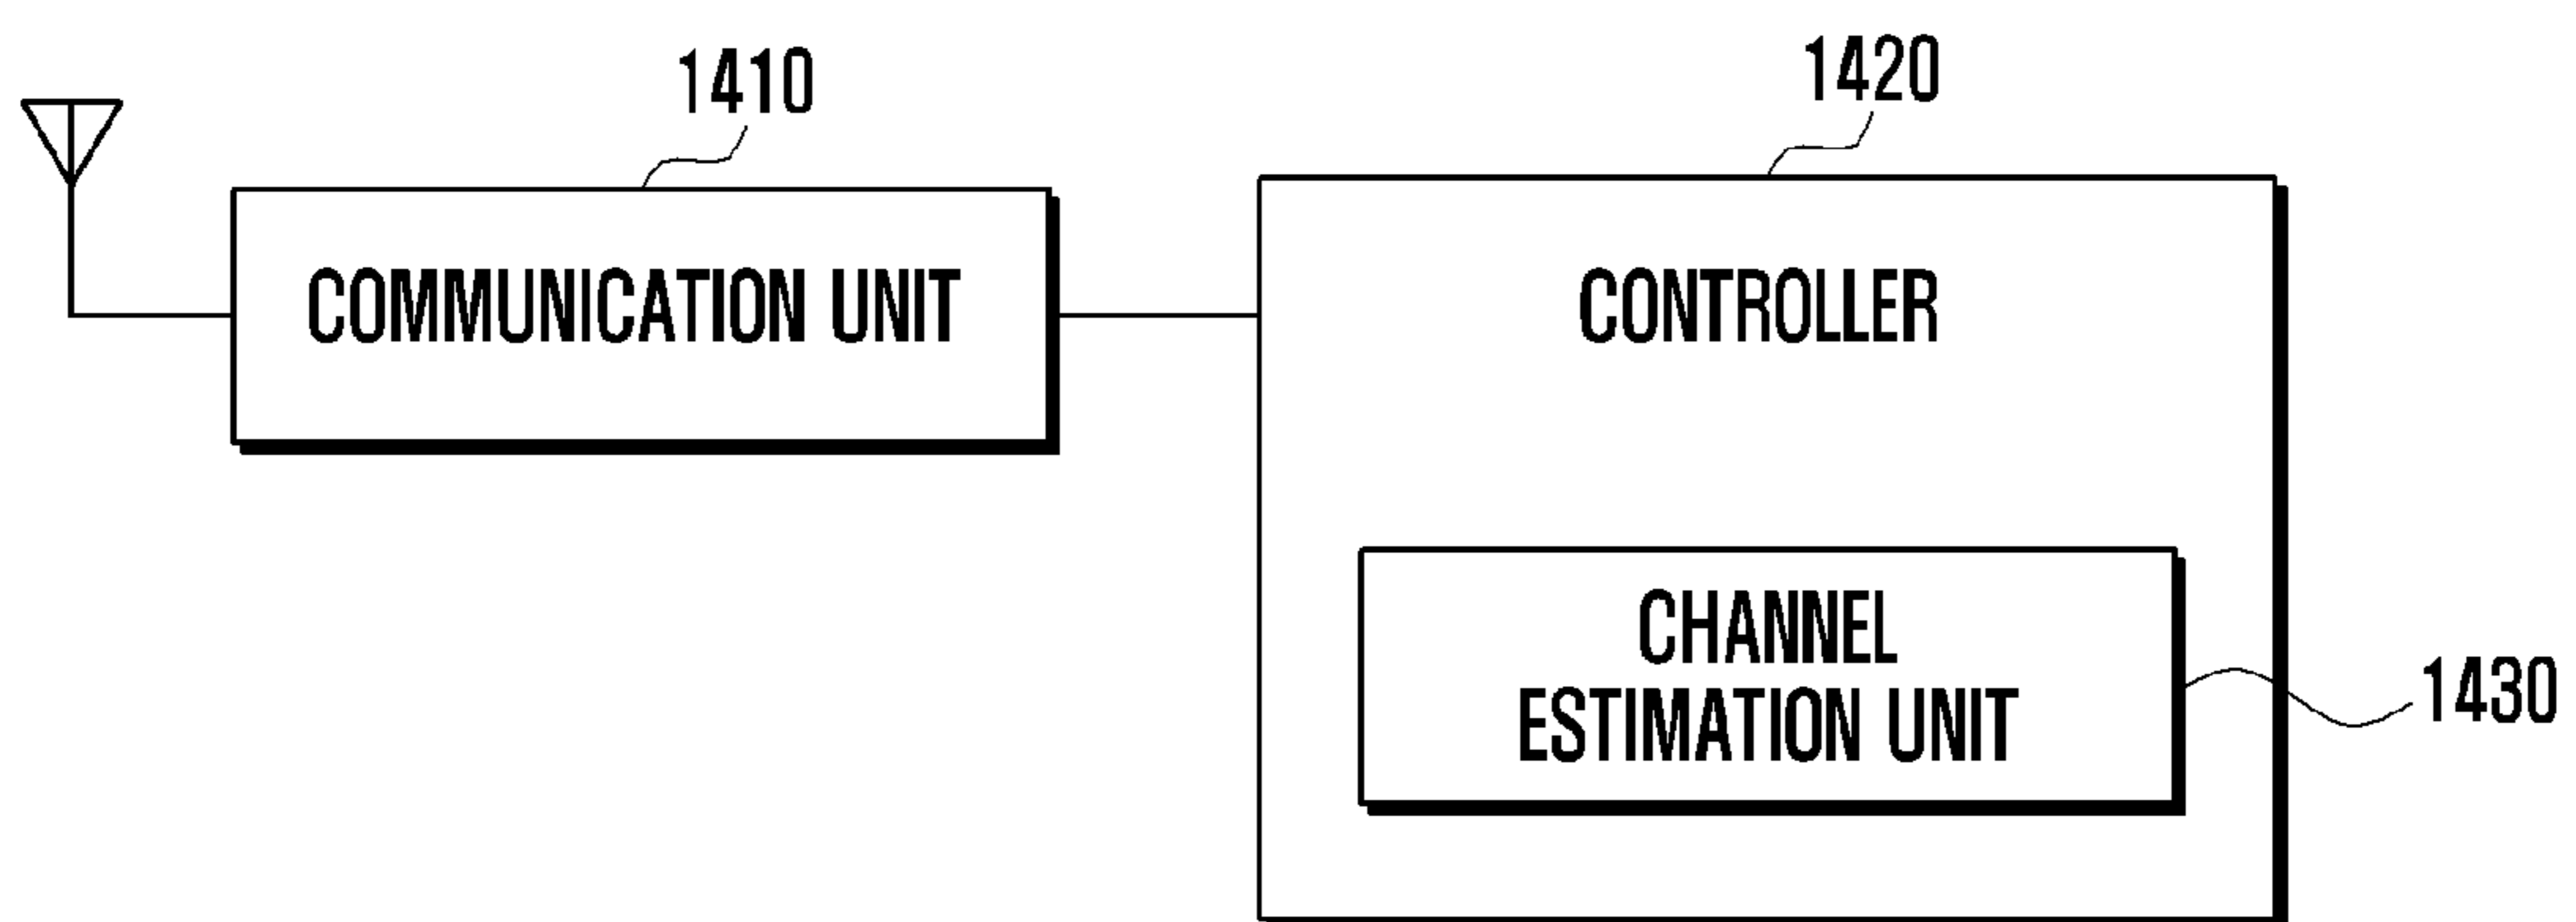 1410
1420
COMMUNICATION UNIT
CONTROLLER
CHANNEL
ESTIMATION UNIT
1430